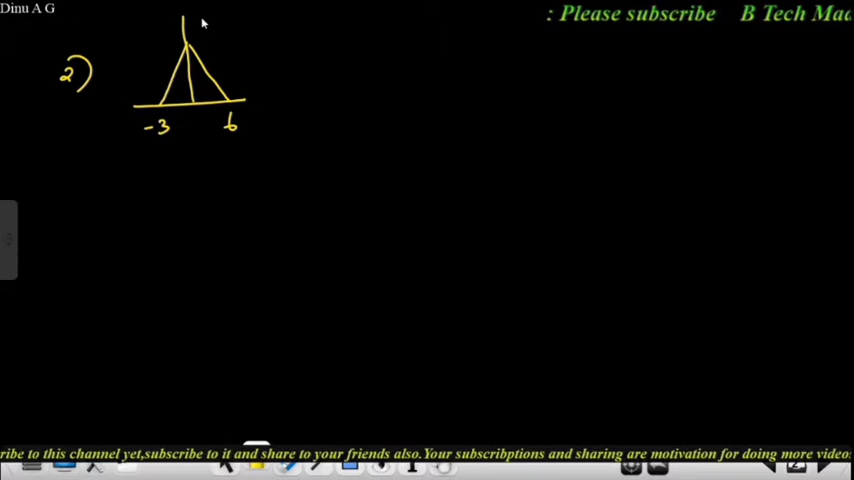 Dinu A G
: Please subscribe B Tech Mad
2)
-3 6
ribe to this channel yet,subscribe to it and share to your friends also.Your subscribptions and sharing are motivation for doing more videos